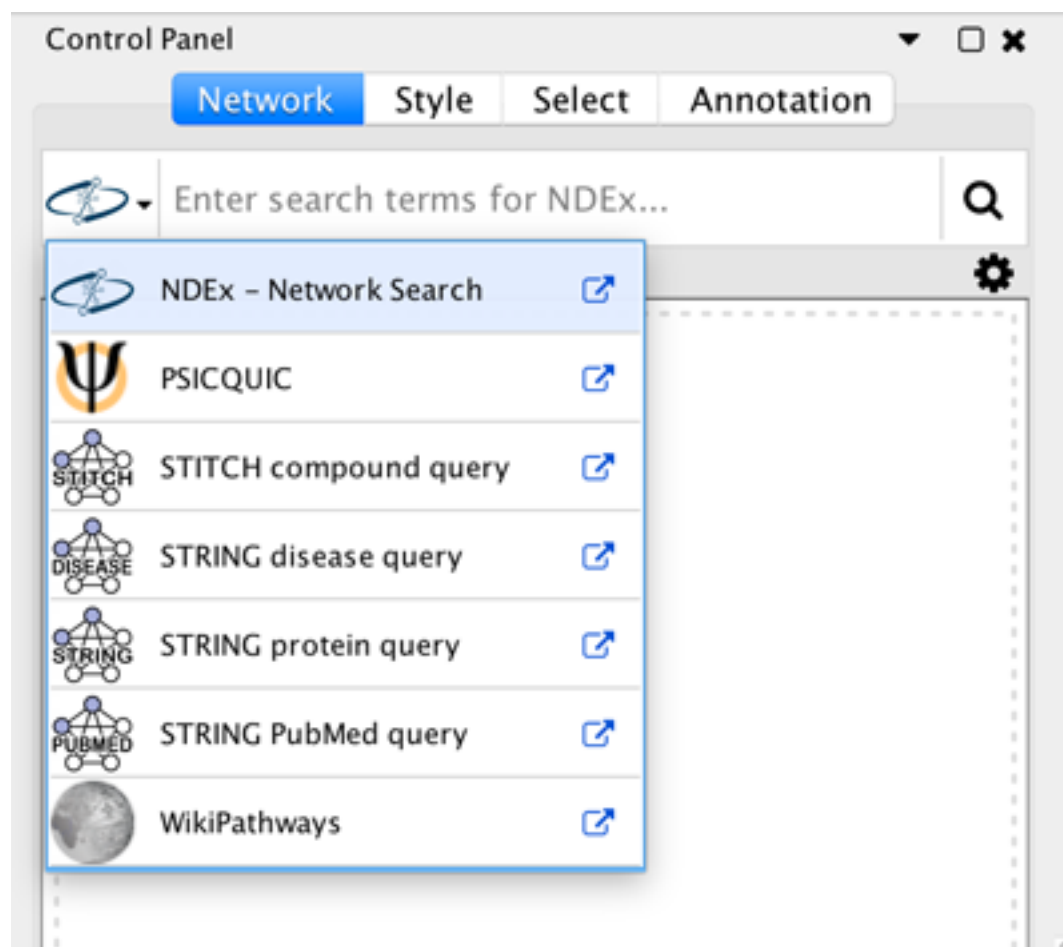 Control Panel
Network Style Select Annotation
Enter search terms for NDEx...
NDEx – Network Search
PSICQUIC
STITCH
STITCH compound query
DISEASE
STRING disease query
STRING
STRING protein query
PUBMED
STRING PubMed query
WikiPathways